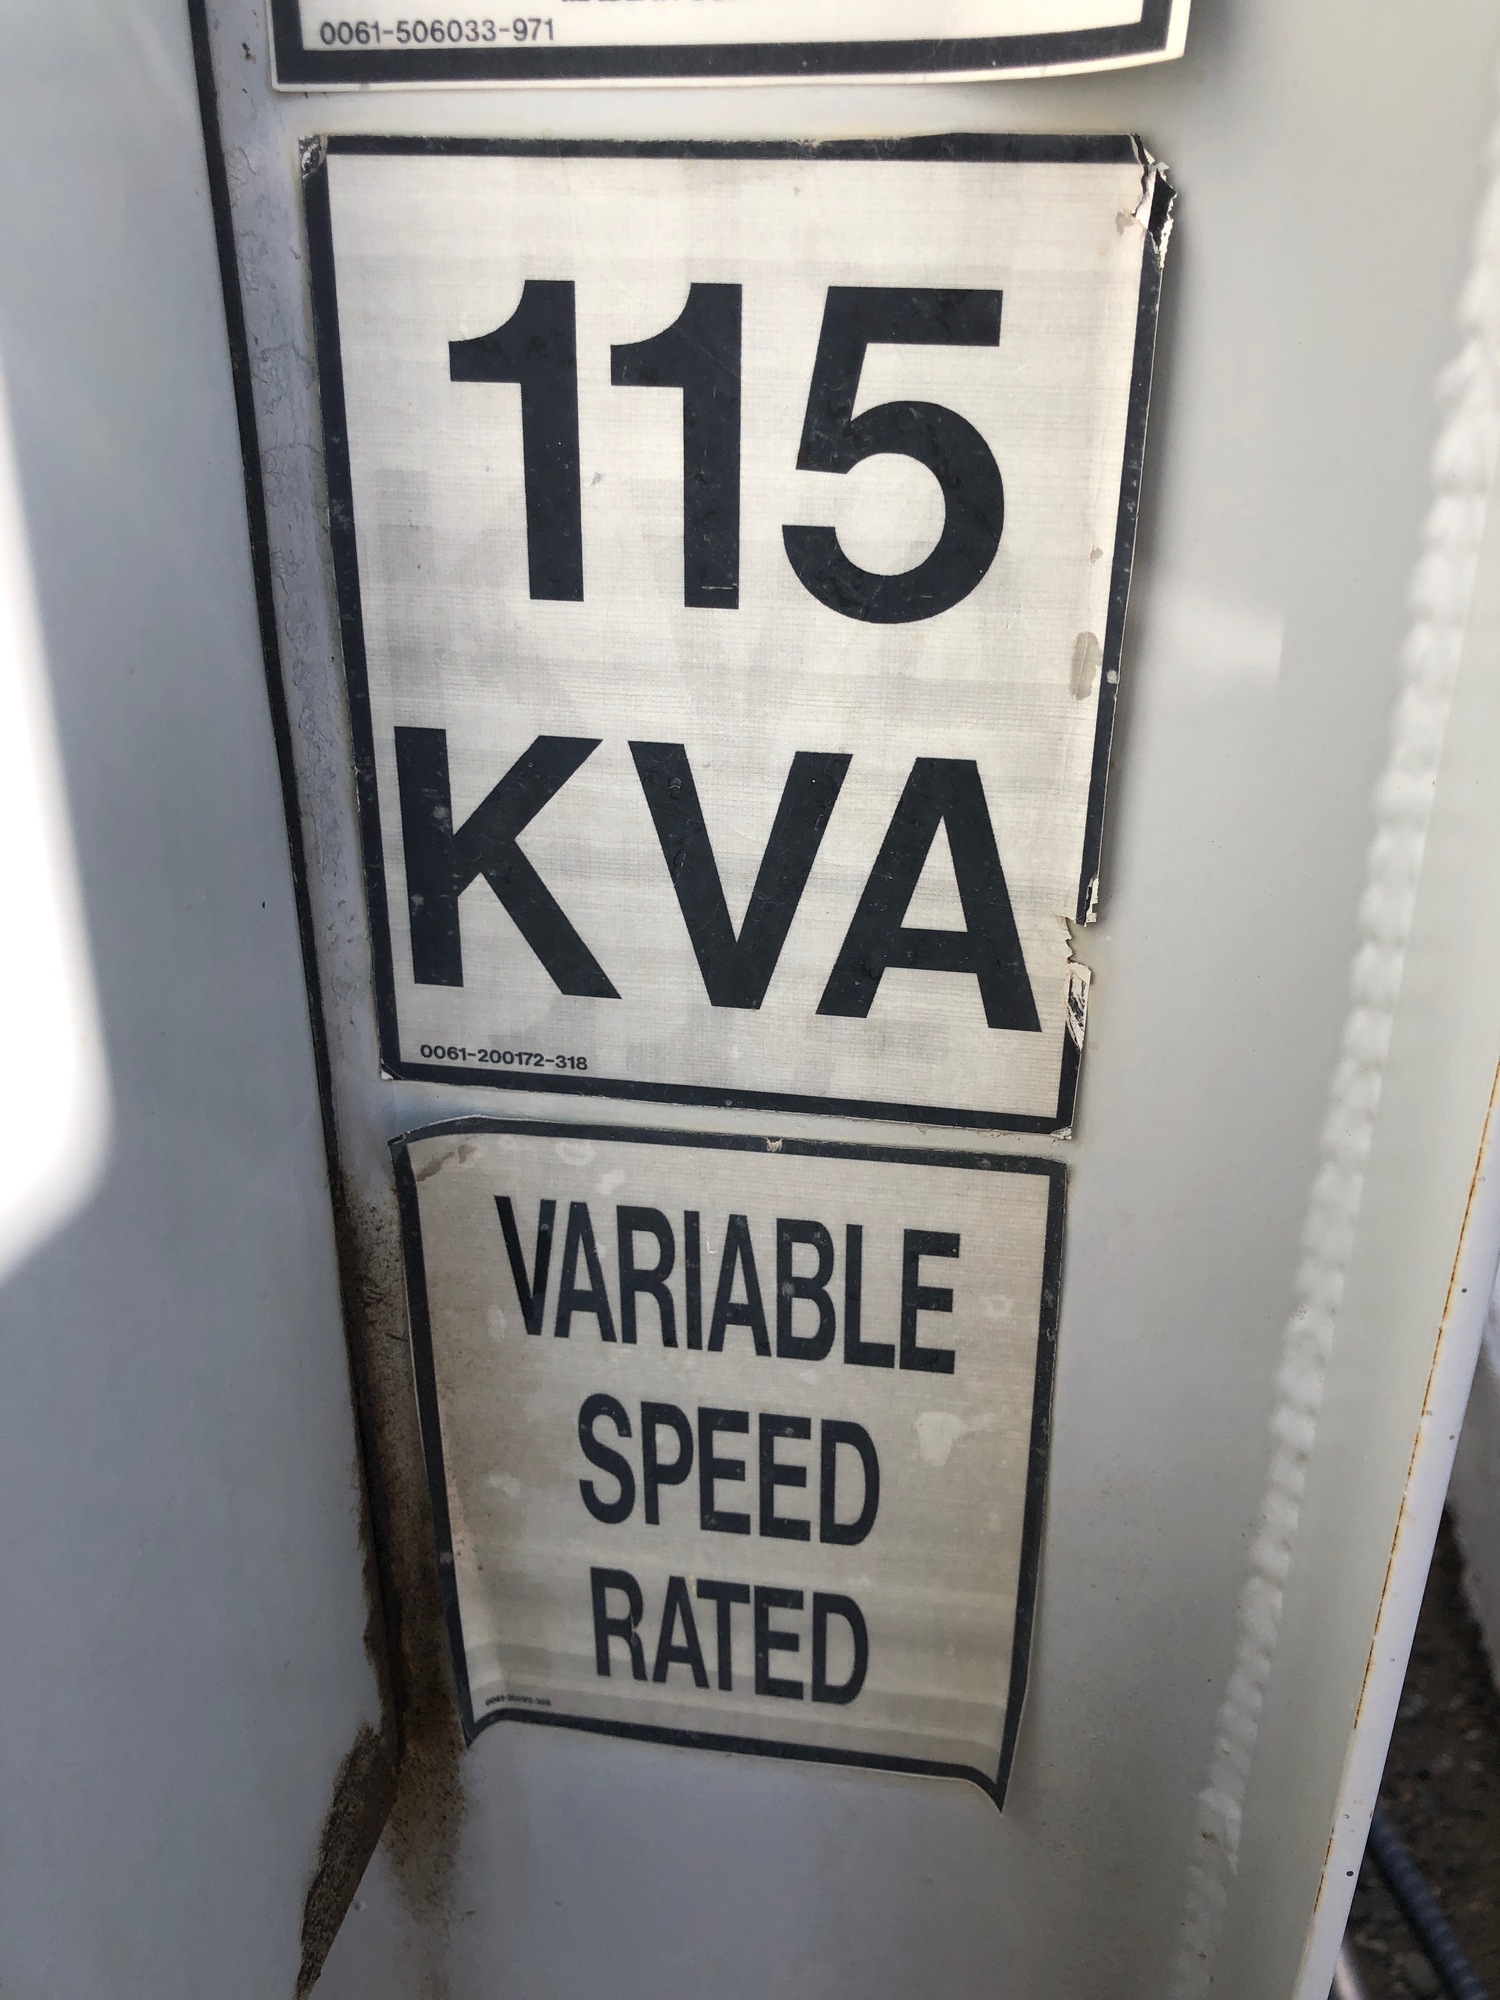 0061-506033-971
115
KVA
0061-200172-318
VARIABLE
SPEED
RATED